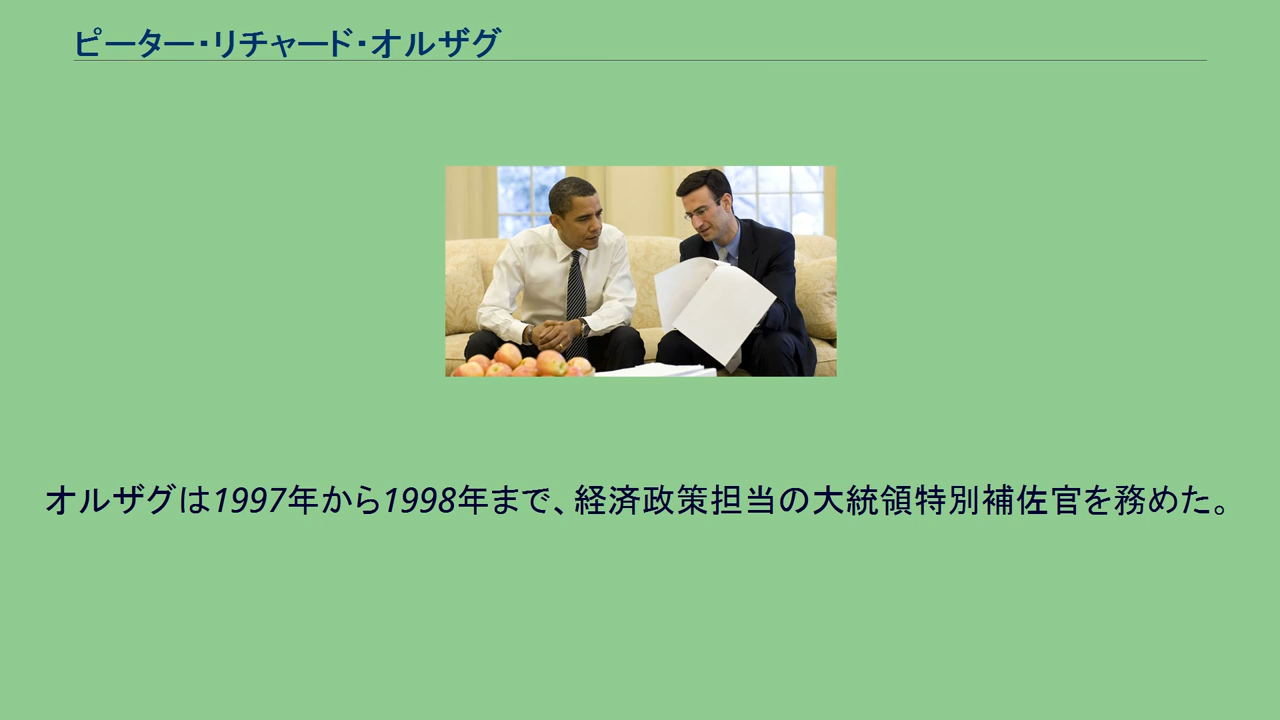 ピーター・リチャード・オルザグ
オルザグは1997年から1998年まで、経済政策担当の大統領特別補佐官を務めた。